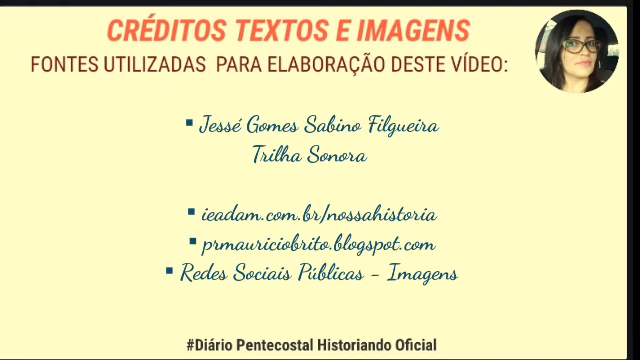 CRÉDITOS TEXTOS E IMAGENS
FONTES UTILIZADAS PARA ELABORAÇÃO DESTE VÍDEO:
▪ Jessé Gomes Sabino Filgueira
Trilha Sonora
▪ ieadam.com.br/nossahistoria
▪ prmauriciobrito.blogspot.com
▪ Redes Sociais Públicas - Imagens
#Diário Pentecostal Historiando Oficial